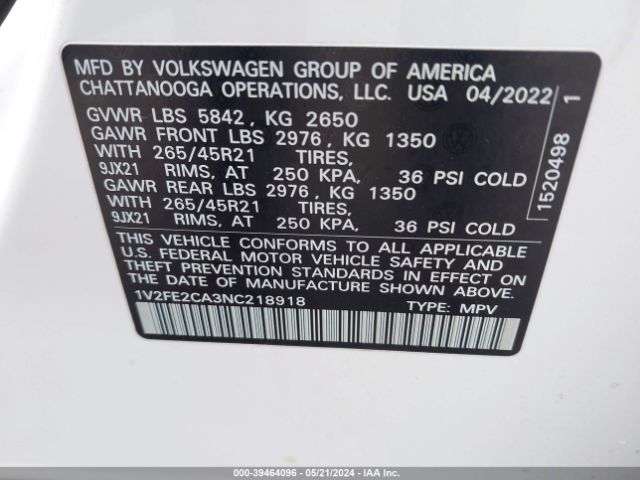 MFD BY VOLKSWAGEN GROUP OF AMERICA
CHATTANOOGA OPERATIONS, LLC. USA 04/2022
GVWR LBS 5842, KG 2650
GAWR FRONT LBS 2976, KG 1350
WITH 265/45R21 TIRES,
9JX21 RIMS, AT 250 KPA, 36 PSI COLD
GAWR REAR LBS 2976, KG 1350
WITH 265/45R21 TIRES,
9JX21 RIMS, AT 250 KPA, 36 PSI COLD
THIS VEHICLE CONFORMS TO ALL APPLICABLE
U.S. FEDERAL MOTOR VEHICLE SAFETY AND
THEFT PREVENTION STANDARDS IN EFFECT ON
THE DATE OF MANUFACTURE SHOWN ABOVE.
1V2FE2CA3NC218918 TYPE: MPV
1520498 1
000-39464096 - 05/21/2024 - IAA Inc.